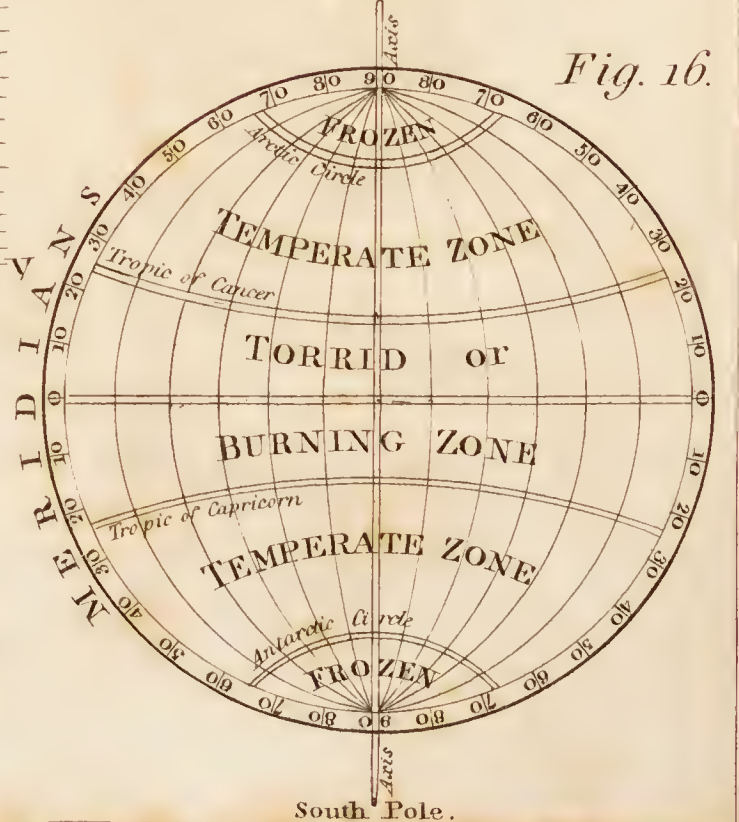 Axis
Fig. 16.
90
80 80
70 70
60 60
50 50
40 40
30 30
20 20
10 10
0 0
10 10
20 20
30 30
40 40
50 50
60 60
70 70
80 80
90
MERIDIANS
FROZEN
Arctic Circle
TEMPERATE ZONE
Tropic of Cancer
TORRID or
BURNING ZONE
Tropic of Capricorn
TEMPERATE ZONE
Antarctic Circle
FROZEN
Axis
South Pole.